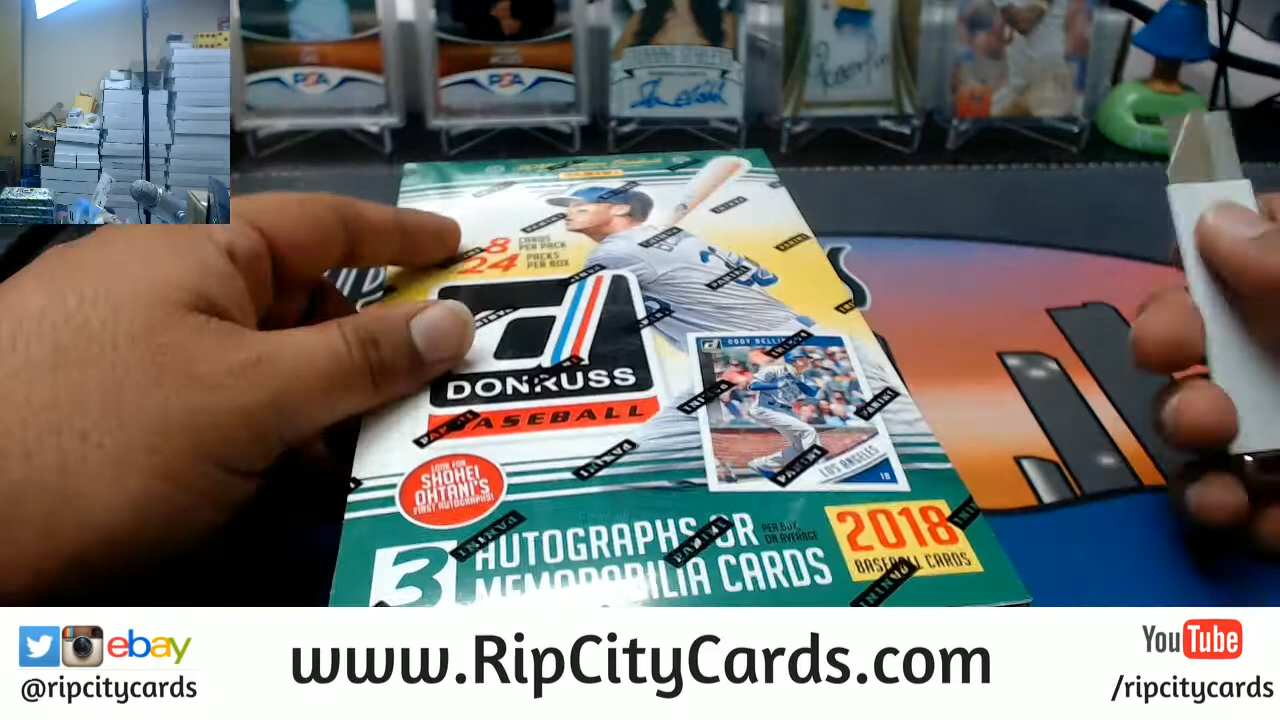 PSA
PSA
PANINI
8 CARDS PER PACK
24 PACKS PER BOX
DONRUSS
BASEBALL
LOOK FOR
SHOHEI
OHTANI'S
FIRST AUTOGRAPHS!
LOS ANGELES
1B
3 AUTOGRAPHS OR
MEMORABILIA CARDS
PER BOX,
ON AVERAGE
2018
BASEBALL CARDS
ebay
@ripcitycards
www.RipCityCards.com
YouTube
/ripcitycards